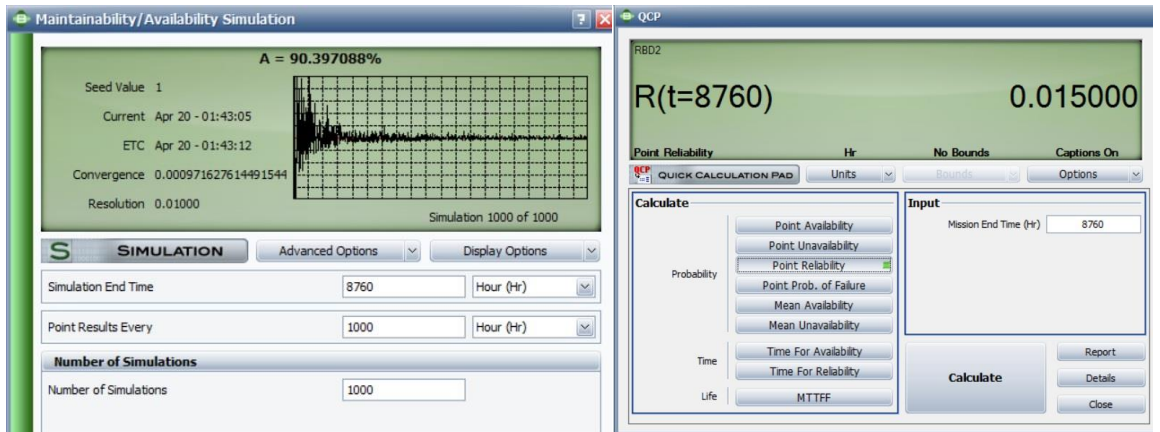 Maintainability/Availability Simulation
A = 90.397088%
Seed Value 1
Current Apr 20 - 01:43:05
ETC Apr 20 - 01:43:12
Convergence 0.000971627614491544
Resolution 0.01000
Simulation 1000 of 1000
S SIMULATION Advanced Options Display Options
Simulation End Time 8760 Hour (Hr)
Point Results Every 1000 Hour (Hr)
Number of Simulations
Number of Simulations 1000
QCP
RBD2
R(t=8760) 0.015000
Point Reliability Hr No Bounds Captions On
QCP QUICK CALCULATION PAD Units Bounds Options
Calculate
Probability
Point Availability
Point Unavailability
Point Reliability
Point Prob. of Failure
Mean Availability
Mean Unavailability
Time
Time For Availability
Time For Reliability
Life MTTFF
Input
Mission End Time (Hr) 8760
Calculate
Report
Details
Close